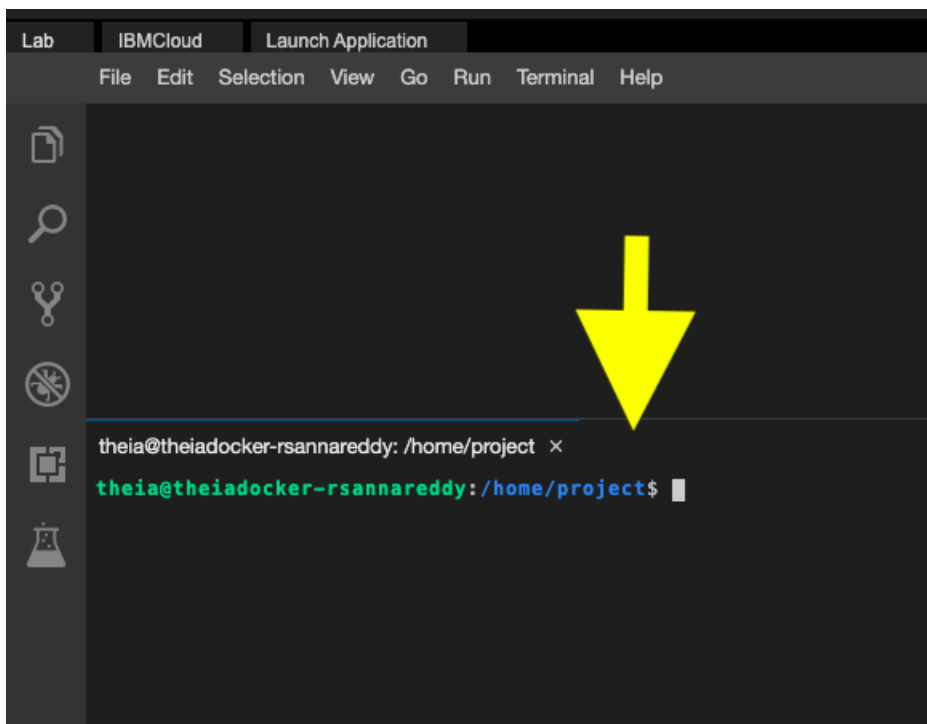 Lab IBMCloud Launch Application
File Edit Selection View Go Run Terminal Help
theia@theiadocker-rsannareddy: /home/project ×
theia@theiadocker-rsannareddy:/home/project$